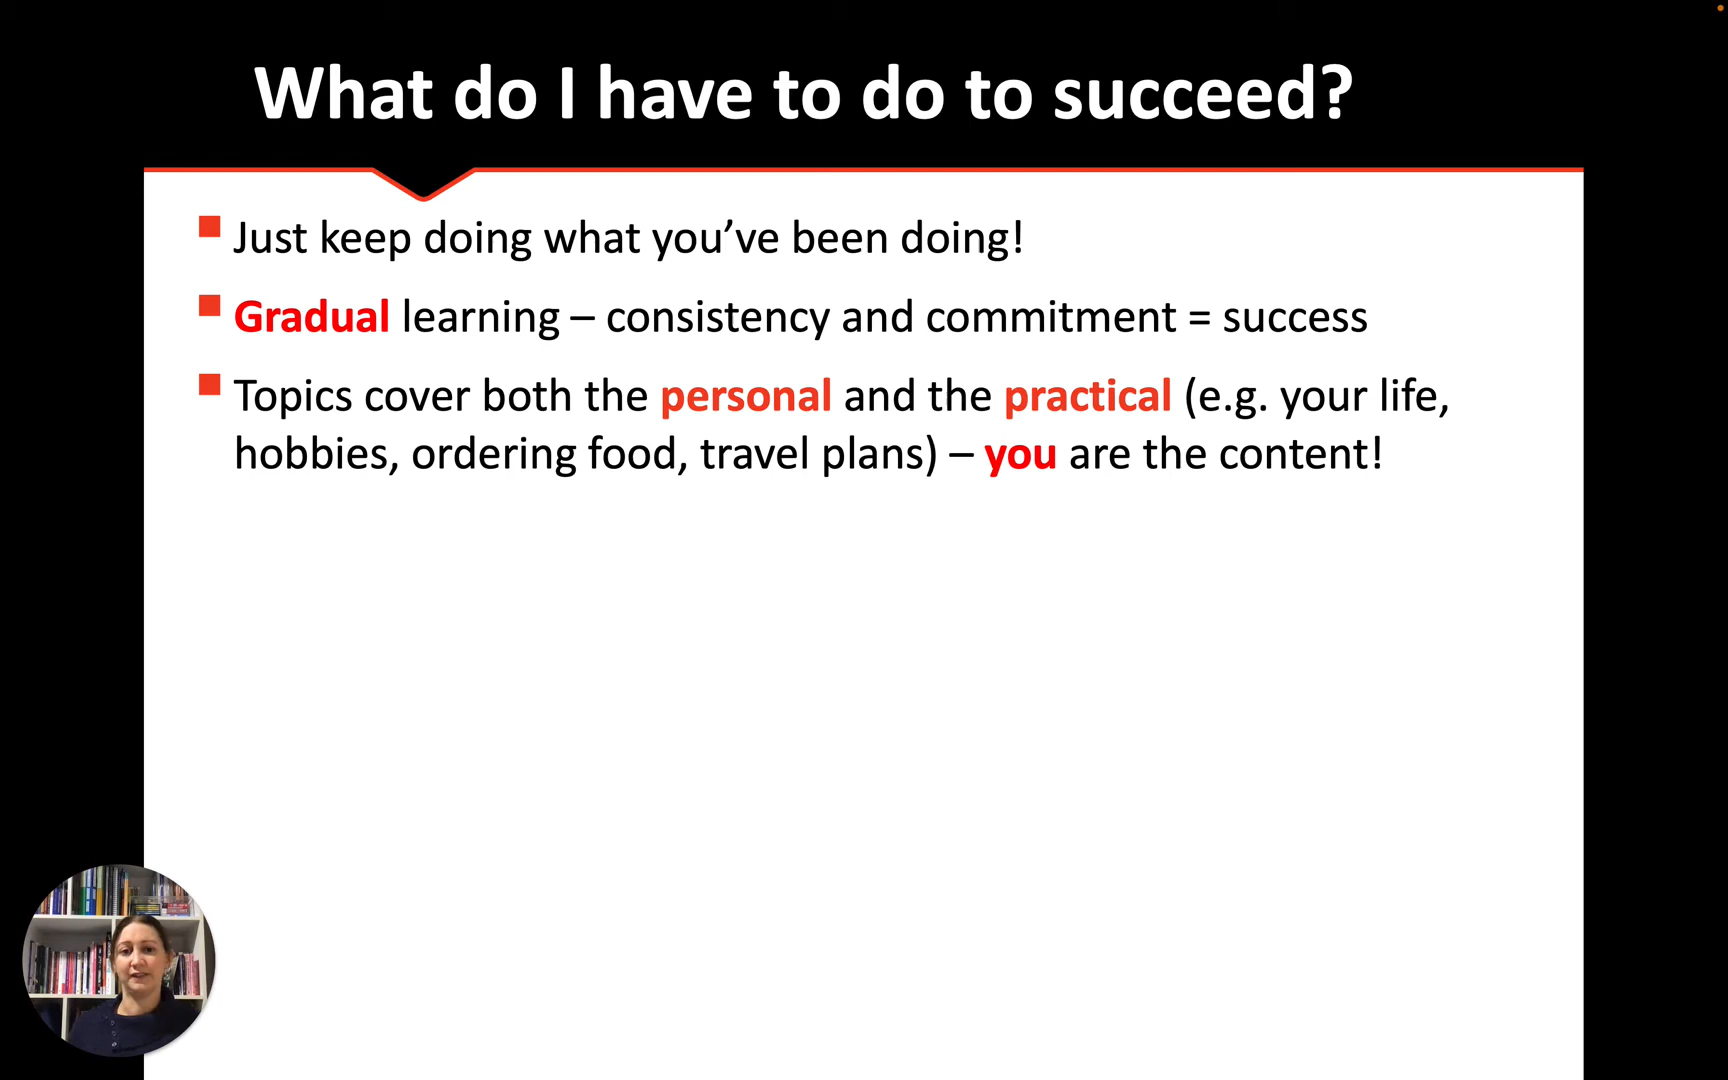 What do I have to do to succeed?
Just keep doing what you’ve been doing!
Gradual learning – consistency and commitment = success
Topics cover both the personal and the practical (e.g. your life,
hobbies, ordering food, travel plans) – you are the content!